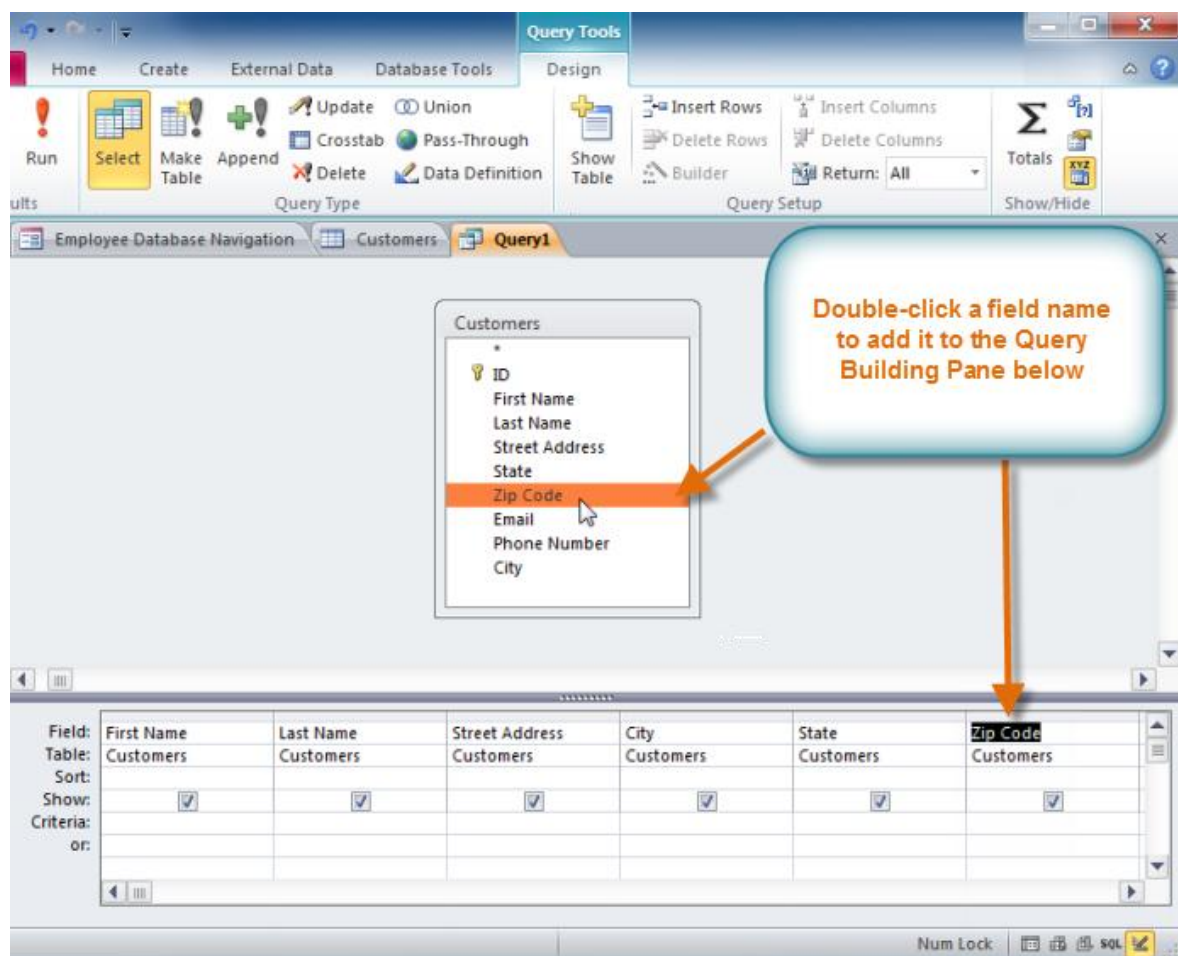 Query Tools
Home Create External Data Database Tools Design
Run
Select
Make Table
Append
Update
Crosstab
Delete
Union
Pass-Through
Data Definition
Show Table
Insert Rows
Delete Rows
Builder
Insert Columns
Delete Columns
Return: All
Totals
XYZ
ults Query Type Query Setup Show/Hide
Employee Database Navigation Customers Query1
Double-click a field name
to add it to the Query
Building Pane below
Customers
*
ID
First Name
Last Name
Street Address
State
Zip Code
Email
Phone Number
City
Field: First Name Last Name Street Address City State Zip Code
Table: Customers Customers Customers Customers Customers Customers
Sort:
Show:
Criteria:
or:
Num Lock SQL